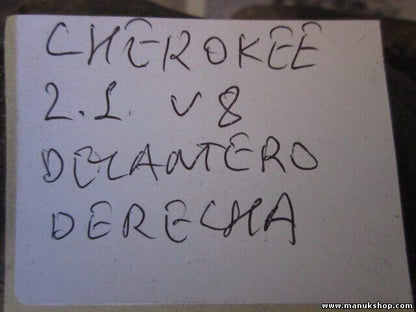 CHEROKEE
2.1. V8
DELANTERO
DERECHA
www.manukshop.com